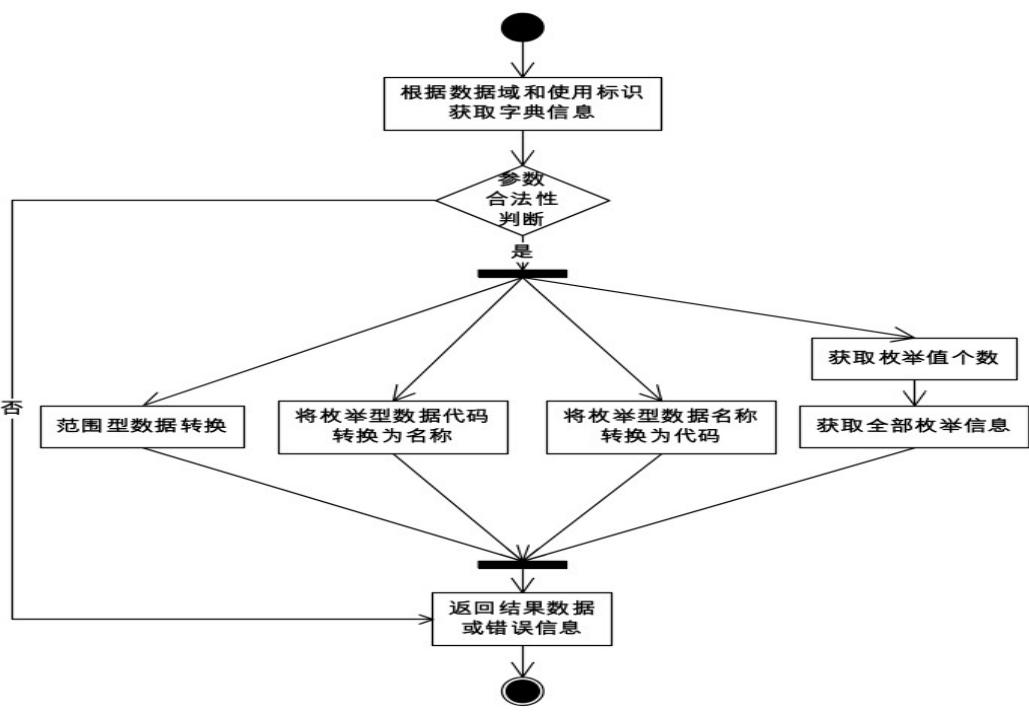 根据数据域和使用标识
获取字典信息
参数
合法性
判断
是
否
获取枚举值个数
范围型数据转换
将枚举型数据代码
转换为名称
将枚举型数据名称
转换为代码
获取全部枚举信息
返回结果数据
或错误信息